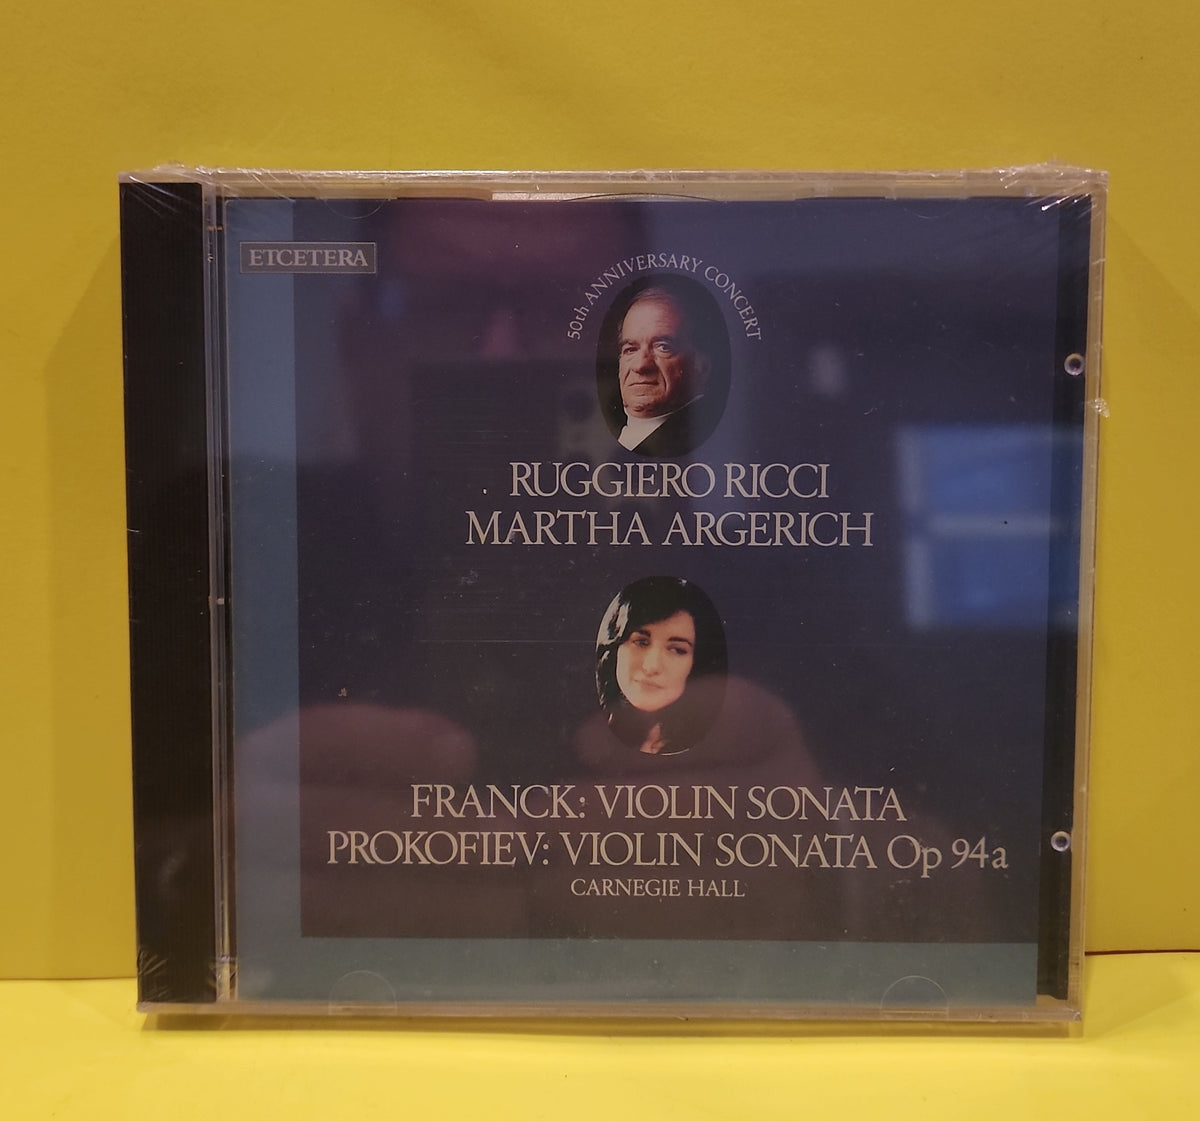 ETCETERA
50th ANNIVERSARY CONCERT
RUGGIERO RICCI
MARTHA ARGERICH
FRANCK: VIOLIN SONATA
PROKOFIEV: VIOLIN SONATA Op 94a
CARNEGIE HALL